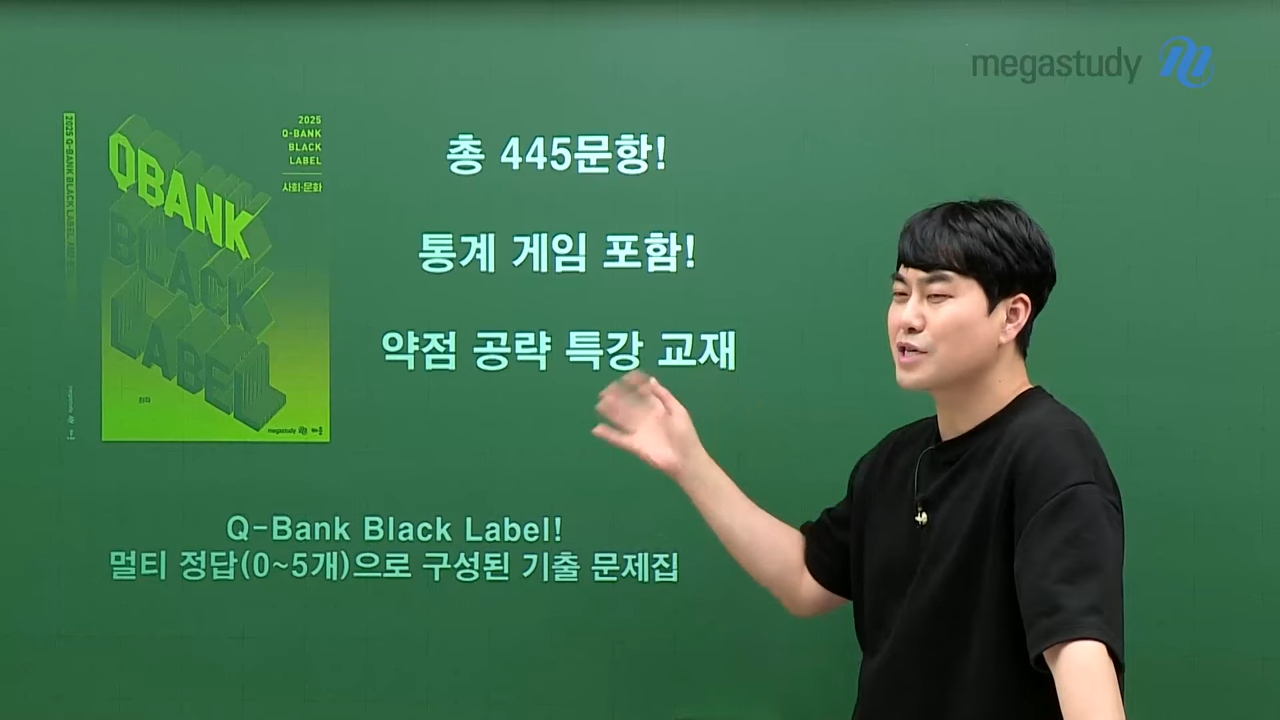 megastudy
2025
Q-BANK
BLACK
LABEL
사회·문화
QBANK
BLACK
LABEL
megastudy
총 445문항!
통계 게임 포함!
약점 공략 특강 교재
Q-Bank Black Label!
멀티 정답(0~5개)으로 구성된 기출 문제집